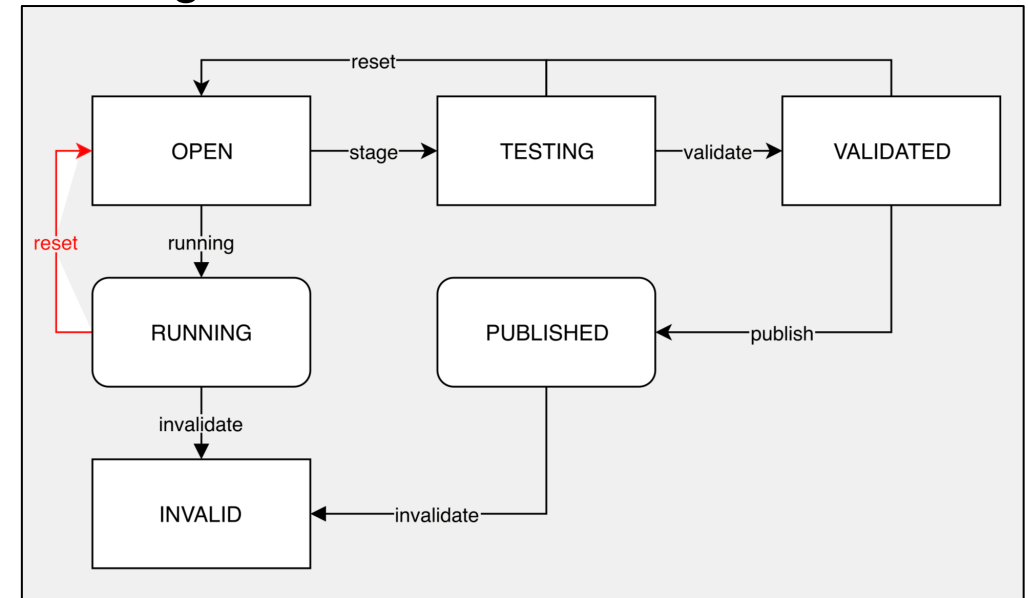 reset
OPEN
stage
TESTING
validate
VALIDATED
reset
running
RUNNING
PUBLISHED
publish
invalidate
INVALID
invalidate